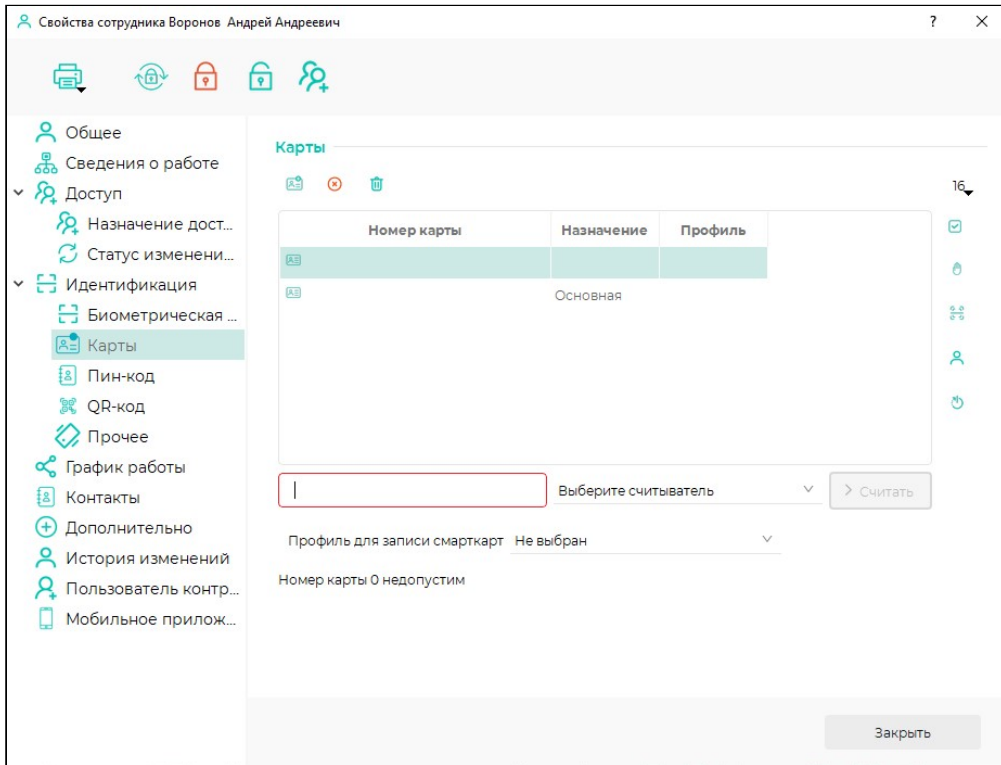 Свойства сотрудника Воронов Андрей Андреевич
?
Общее
Сведения о работе
Доступ
Назначение дост...
Статус изменени...
Идентификация
Биометрическая ...
Карты
Пин-код
QR-код
Прочее
График работы
Контакты
Дополнительно
История изменений
Пользователь контр...
Мобильное прилож...
Карты
16
Номер карты Назначение Профиль
Основная
Выберите считыватель
> Считать
Профиль для записи смарткарт Не выбран
Номер карты 0 недопустим
Закрыть